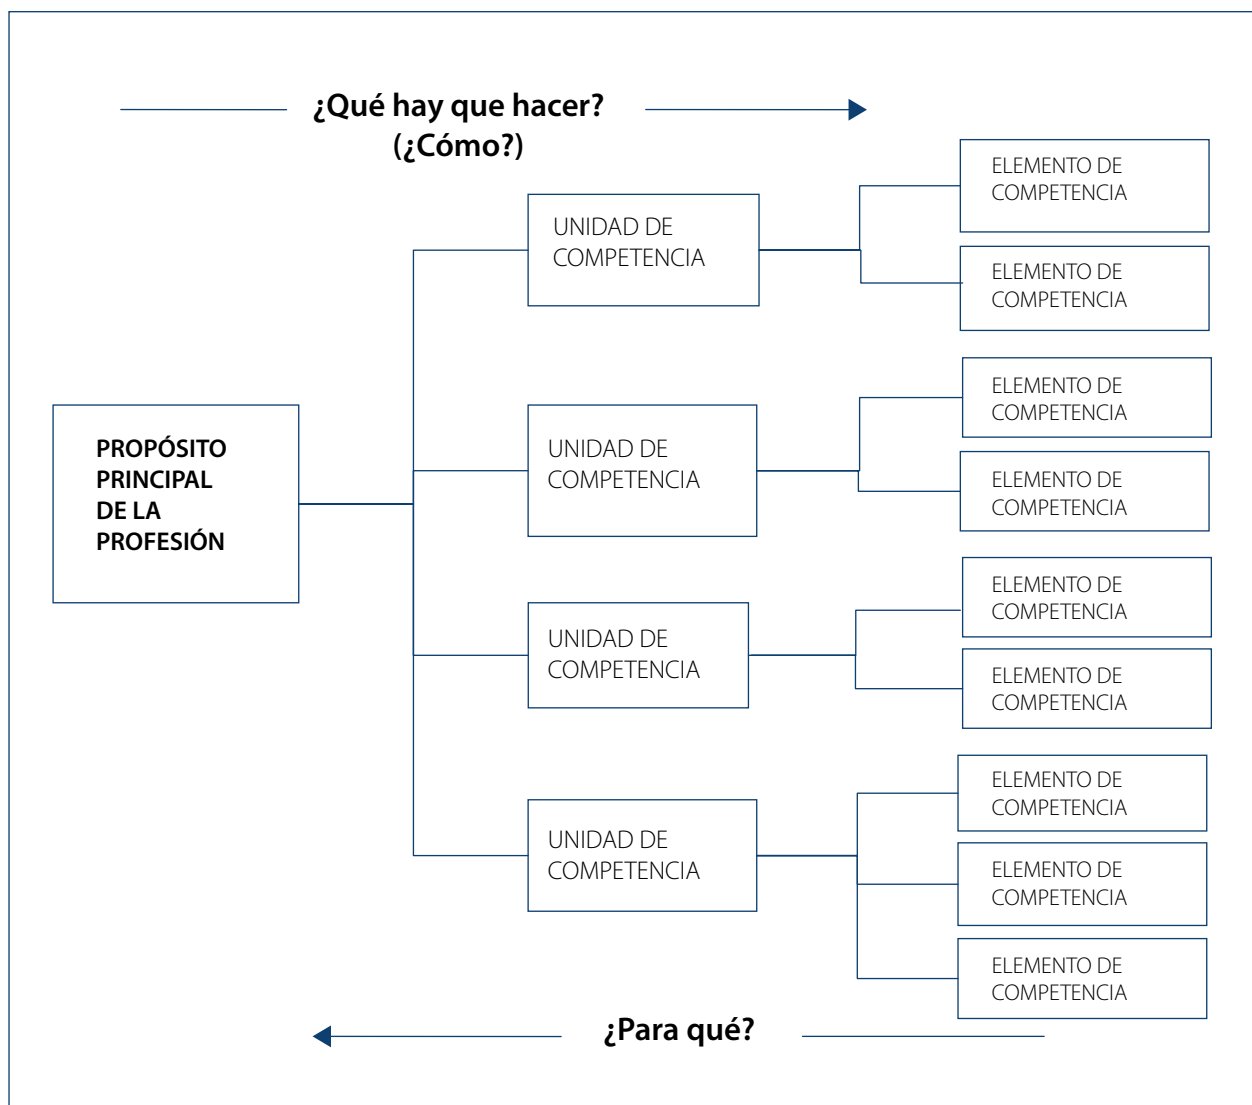 ¿Qué hay que hacer?
(¿Cómo?)
PROPÓSITO
PRINCIPAL
DE LA
PROFESIÓN
UNIDAD DE
COMPETENCIA
ELEMENTO DE
COMPETENCIA
ELEMENTO DE
COMPETENCIA
UNIDAD DE
COMPETENCIA
ELEMENTO DE
COMPETENCIA
ELEMENTO DE
COMPETENCIA
UNIDAD DE
COMPETENCIA
ELEMENTO DE
COMPETENCIA
ELEMENTO DE
COMPETENCIA
UNIDAD DE
COMPETENCIA
ELEMENTO DE
COMPETENCIA
ELEMENTO DE
COMPETENCIA
ELEMENTO DE
COMPETENCIA
¿Para qué?